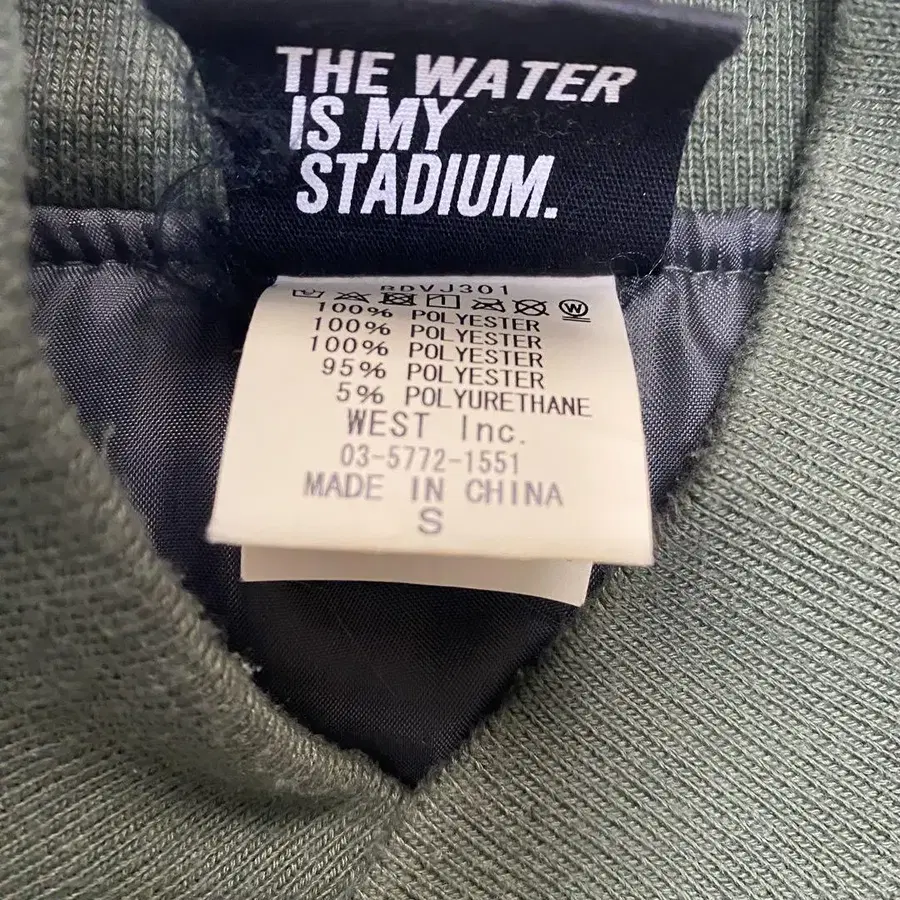 THE WATER
IS MY
STADIUM.
BDVJ301
100% POLYESTER
100% POLYESTER
100% POLYESTER
95% POLYESTER
5% POLYURETHANE
WEST Inc.
03-5772-1551
MADE IN CHINA
S